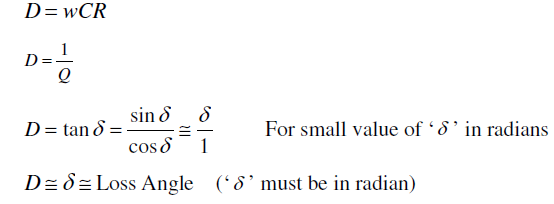 D = wCR
D = 1/Q
D = tan δ = sin δ / cos δ ≅ δ / 1 For small value of ‘δ’ in radians
D ≅ δ ≅ Loss Angle (‘δ’ must be in radian)